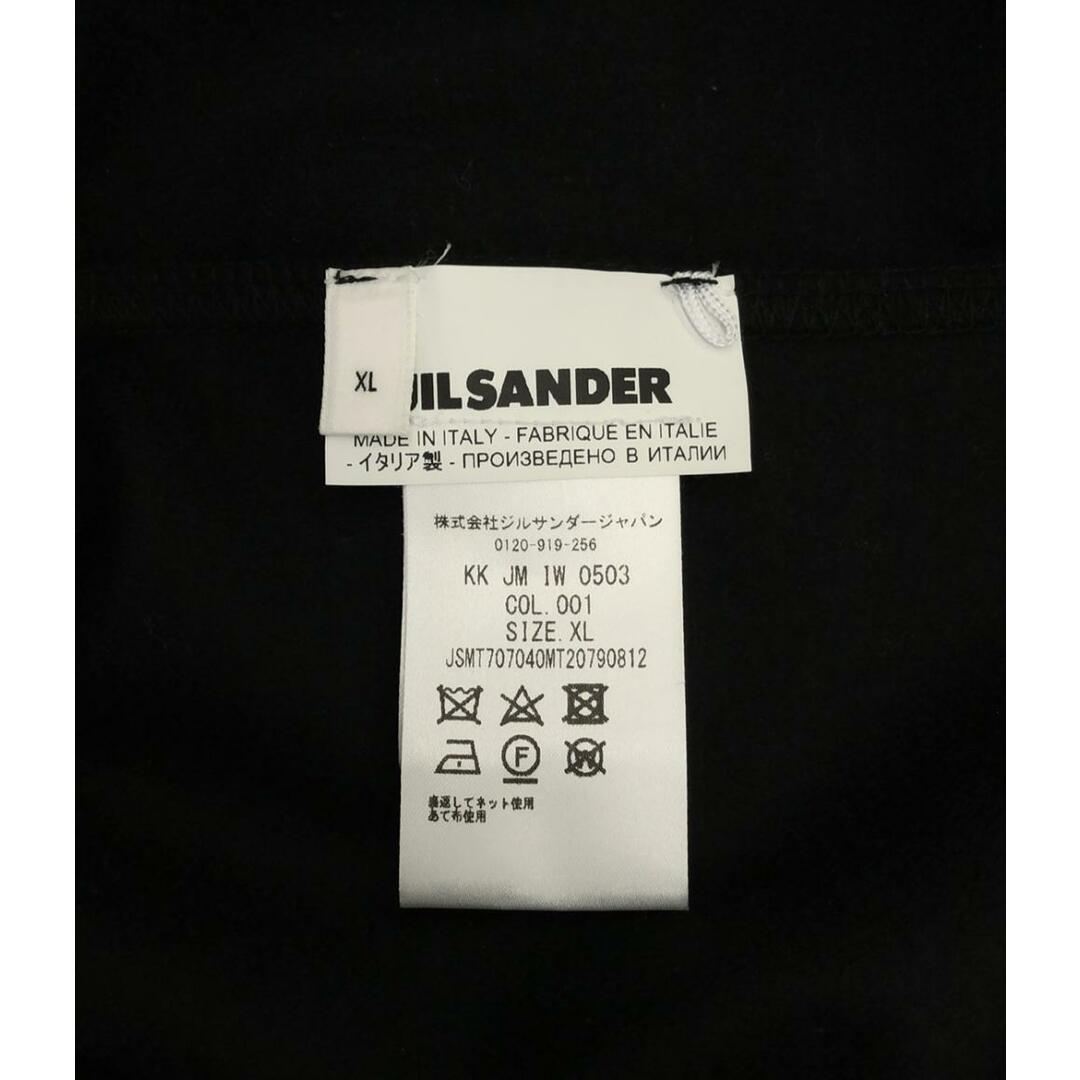 XL
JIL SANDER
MADE IN ITALY - FABRIQUE EN ITALIE
- イタリア製 - ПРОИЗВЕДЕНО В ИТАЛИИ
株式会社ジルサンダージャパン
0120-919-256
KK JM IW 0503
COL.001
SIZE.XL
JSMT707040MT20790812
F
W
裏返してネット使用
あて布使用